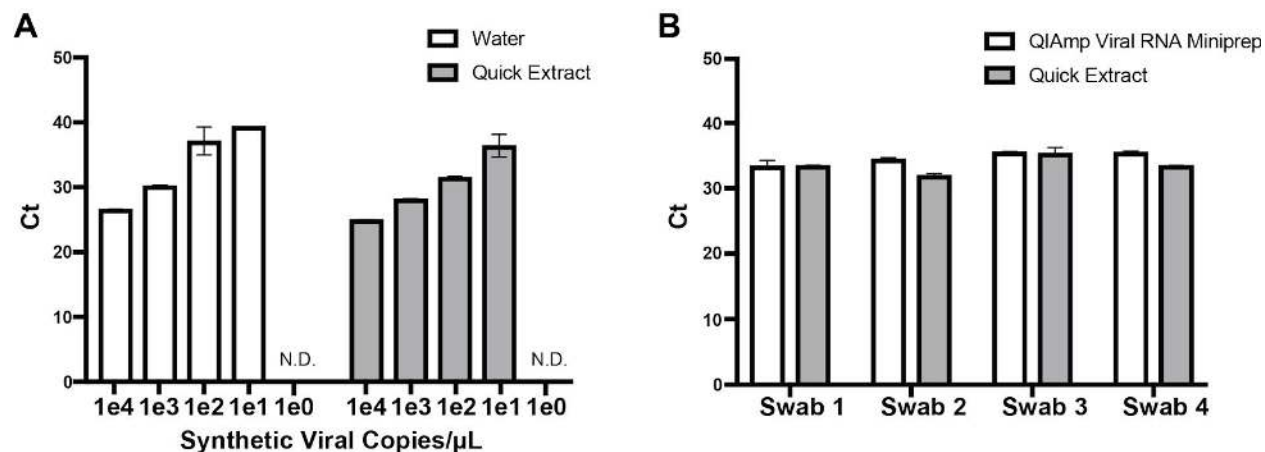 A
Water
Quick Extract
50
40
30
20
10
0
Ct
N.D.
N.D.
1e4 1e3 1e2 1e1 1e0 1e4 1e3 1e2 1e1 1e0
Synthetic Viral Copies/µL
B
QIAmp Viral RNA Miniprep
Quick Extract
50
40
30
20
10
0
Ct
Swab 1 Swab 2 Swab 3 Swab 4